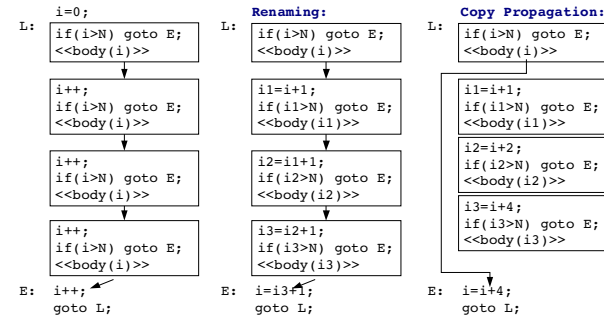 i=0;
L:
if(i>N) goto E;
<<body(i)>>
i++;
if(i>N) goto E;
<<body(i)>>
i++;
if(i>N) goto E;
<<body(i)>>
i++;
if(i>N) goto E;
<<body(i)>>
E: i++;
goto L;
Renaming:
L:
if(i>N) goto E;
<<body(i)>>
i1=i+1;
if(i1>N) goto E;
<<body(i1)>>
i2=i1+1;
if(i2>N) goto E;
<<body(i2)>>
i3=i2+1;
if(i3>N) goto E;
<<body(i3)>>
E: i=i3+1;
goto L;
Copy Propagation:
L:
if(i>N) goto E;
<<body(i)>>
i1=i+1;
if(i1>N) goto E;
<<body(i1)>>
i2=i+2;
if(i2>N) goto E;
<<body(i2)>>
i3=i+4;
if(i3>N) goto E;
<<body(i3)>>
E: i=i+4;
goto L;